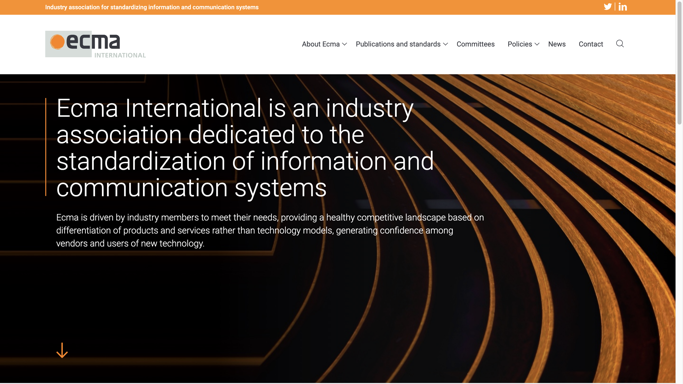 Industry association for standardizing information and communication systems
ecma
INTERNATIONAL
About Ecma
Publications and standards
Committees
Policies
News
Contact
Ecma International is an industry
association dedicated to the
standardization of information and
communication systems
Ecma is driven by industry members to meet their needs, providing a healthy competitive landscape based on
differentiation of products and services rather than technology models, generating confidence among
vendors and users of new technology.